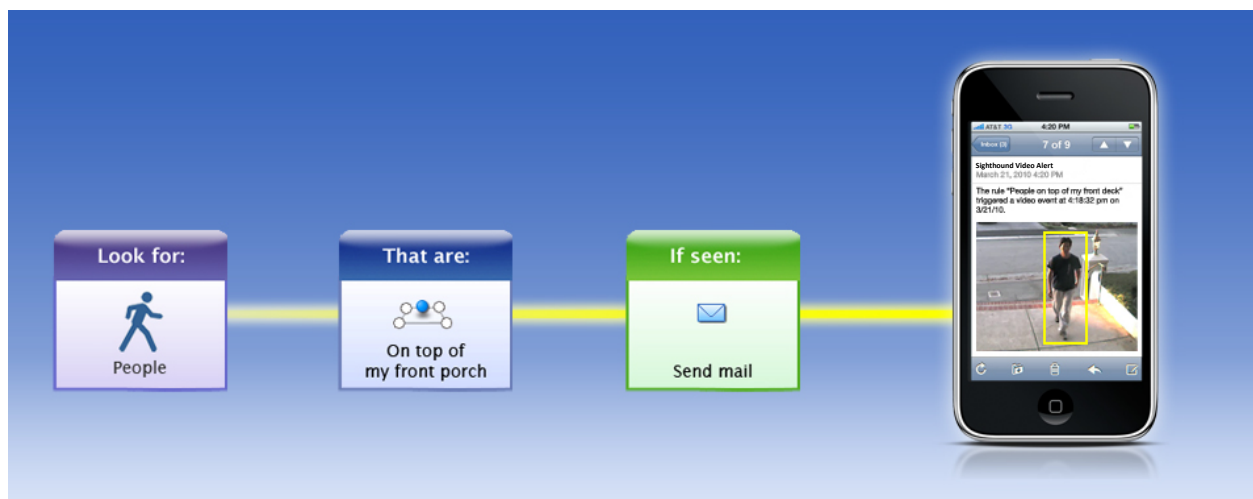 Look for:
People
That are:
On top of
my front porch
If seen:
Send mail
AT&T 3G 4:20 PM
Inbox (3) 7 of 9
Sighthound Video Alert
March 21, 2010 4:20 PM
The rule "People on top of my front deck"
triggered a video event at 4:18:32 pm on
3/21/10.